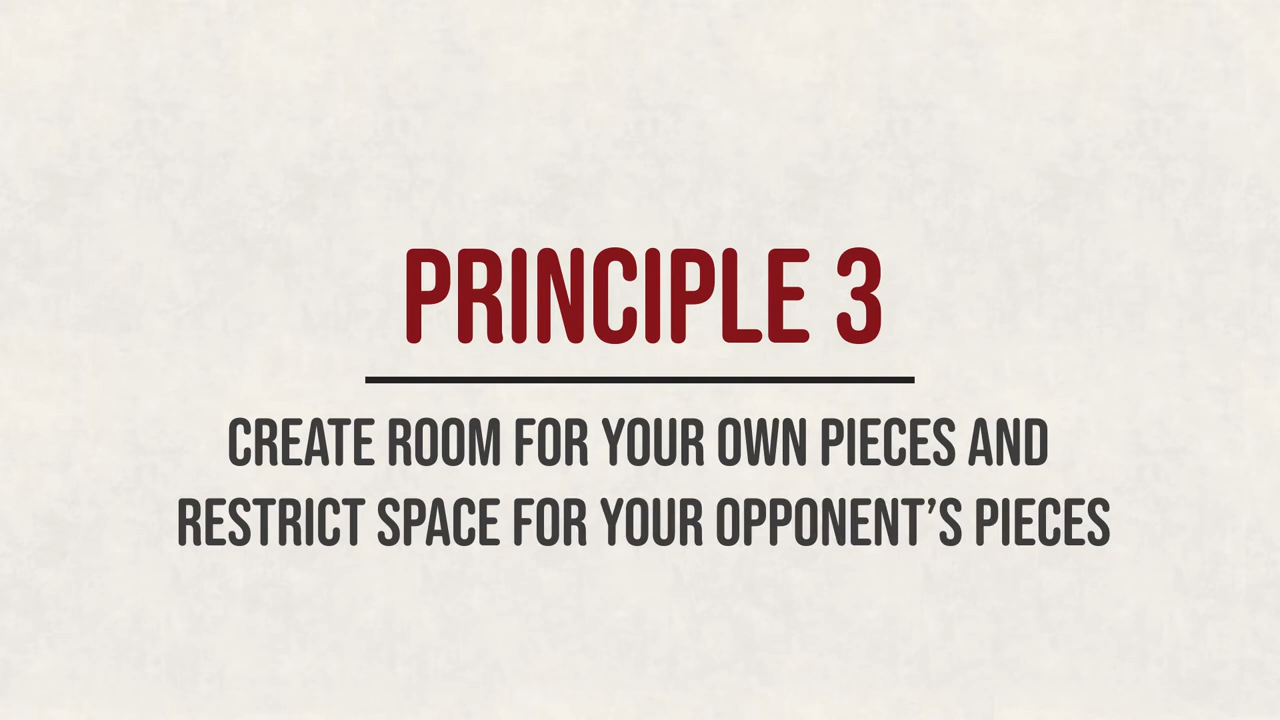 PRINCIPLE 3
CREATE ROOM FOR YOUR OWN PIECES AND
RESTRICT SPACE FOR YOUR OPPONENT’S PIECES